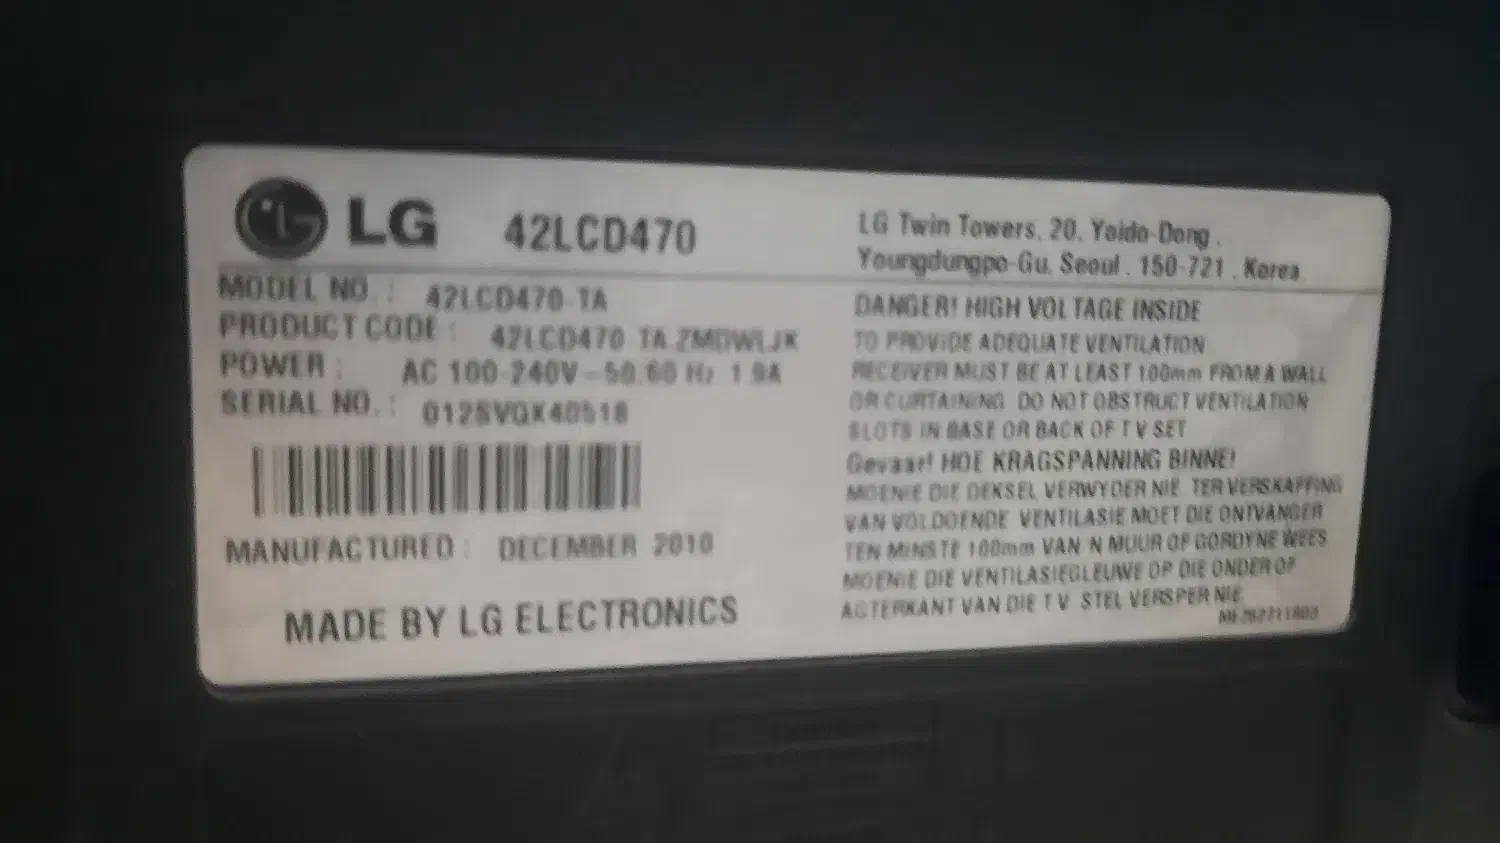 LG 42LCD470
LG Twin Towers, 20, Yoido-Dong,
Youngdungpo-Gu, Seoul, 150-721, Korea
MODEL NO. : 42LCD470-TA
PRODUCT CODE : 42LCD470-TA.ZMDWLJK
POWER : AC 100-240V~50/60 Hz 1.9A
SERIAL NO. : 012SVQK40518
MANUFACTURED : DECEMBER 2010
MADE BY LG ELECTRONICS
DANGER! HIGH VOLTAGE INSIDE
TO PROVIDE ADEQUATE VENTILATION
RECEIVER MUST BE AT LEAST 100mm FROM A WALL
OR CURTAINING DO NOT OBSTRUCT VENTILATION
SLOTS IN BASE OR BACK OF TV SET
Gevaar! HOE KRAGSPANNING BINNE!
MOENIE DIE DEKSEL VERWYDER NIE TER VERSKAFFING
VAN VOLDOENDE VENTILASIE MOET DIE ONTVANGER
TEN MINSTE 100mm VAN 'N MUUR OF GORDYNE WEES
MOENIE DIE VENTILASIEGLEUWE OP DIE ONDER OF
AGTERKANT VAN DIE T V STEL VERSPER NIE